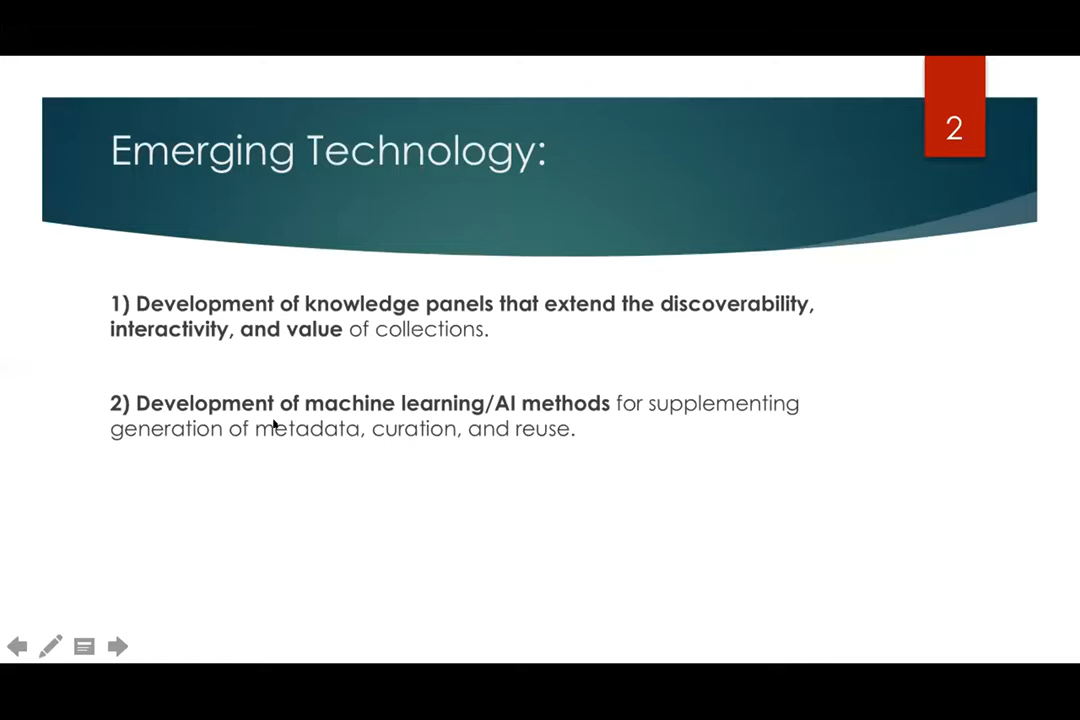 2
Emerging Technology:
1) Development of knowledge panels that extend the discoverability,
interactivity, and value of collections.
2) Development of machine learning/AI methods for supplementing
generation of metadata, curation, and reuse.